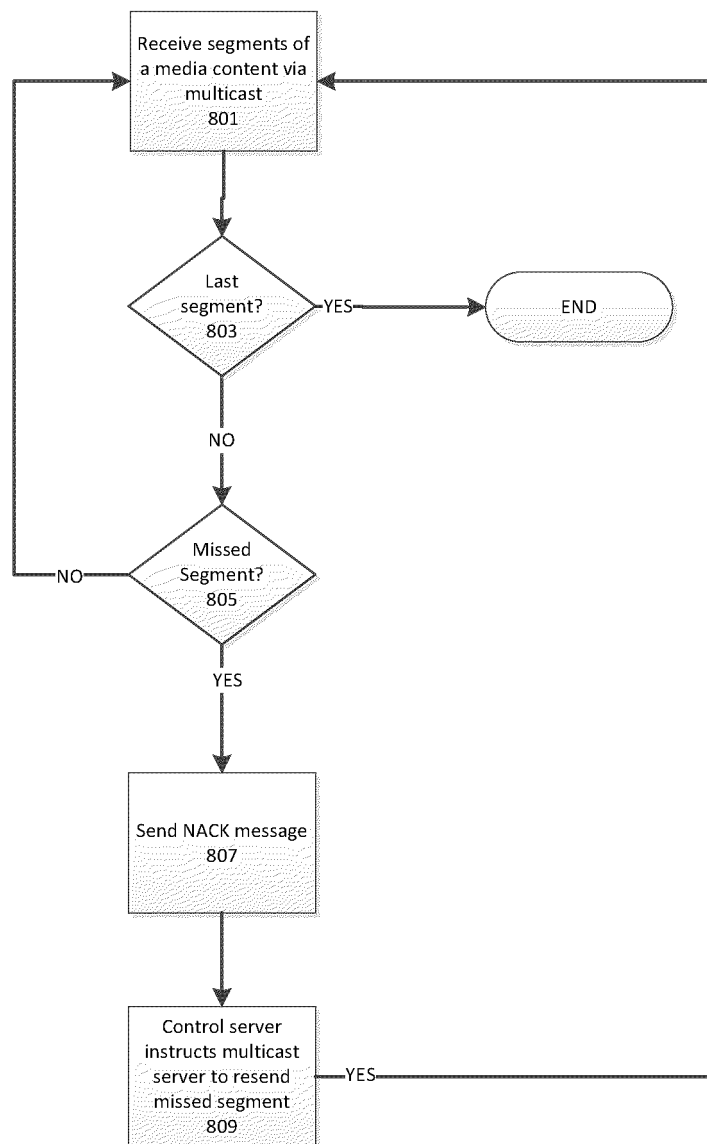 Receive segments of
a media content via
multicast
801
Last
segment?
803
YES
END
NO
Missed
Segment?
805
NO
YES
Send NACK message
807
Control server
instructs multicast
server to resend
missed segment
809
YES